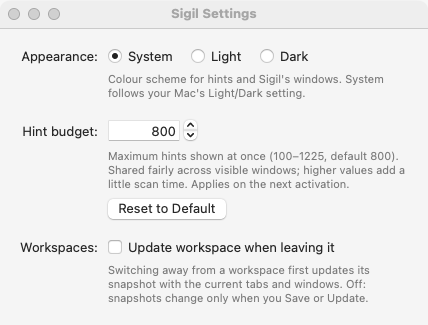 Sigil Settings
Appearance: System Light Dark
Colour scheme for hints and Sigil's windows. System
follows your Mac's Light/Dark setting.
Hint budget: 800
Maximum hints shown at once (100–1225, default 800).
Shared fairly across visible windows; higher values add a
little scan time. Applies on the next activation.
Reset to Default
Workspaces: Update workspace when leaving it
Switching away from a workspace first updates its
snapshot with the current tabs and windows. Off:
snapshots change only when you Save or Update.